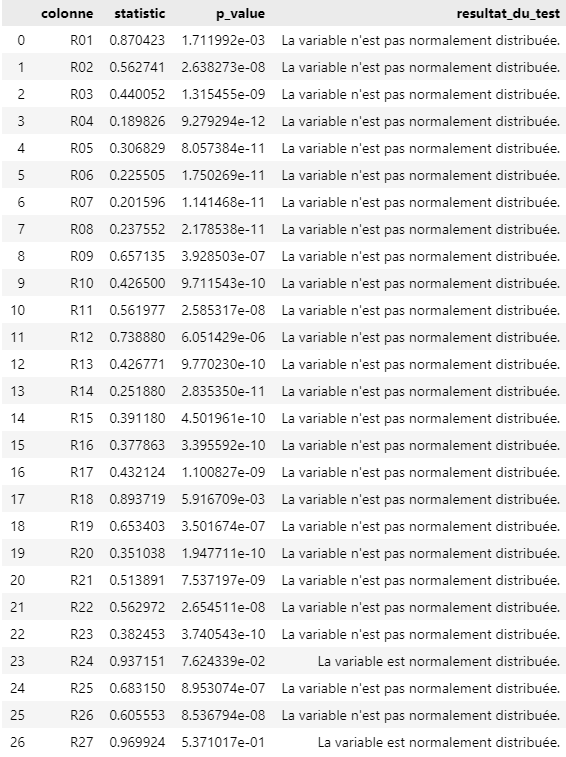 colonne statistic p_value resultat_du_test
0 R01 0.870423 1.711992e-03 La variable n'est pas normalement distribuée.
1 R02 0.562741 2.638273e-08 La variable n'est pas normalement distribuée.
2 R03 0.440052 1.315455e-09 La variable n'est pas normalement distribuée.
3 R04 0.189826 9.279294e-12 La variable n'est pas normalement distribuée.
4 R05 0.306829 8.057384e-11 La variable n'est pas normalement distribuée.
5 R06 0.225505 1.750269e-11 La variable n'est pas normalement distribuée.
6 R07 0.201596 1.141468e-11 La variable n'est pas normalement distribuée.
7 R08 0.237552 2.178538e-11 La variable n'est pas normalement distribuée.
8 R09 0.657135 3.928503e-07 La variable n'est pas normalement distribuée.
9 R10 0.426500 9.711543e-10 La variable n'est pas normalement distribuée.
10 R11 0.561977 2.585317e-08 La variable n'est pas normalement distribuée.
11 R12 0.738880 6.051429e-06 La variable n'est pas normalement distribuée.
12 R13 0.426771 9.770230e-10 La variable n'est pas normalement distribuée.
13 R14 0.251880 2.835350e-11 La variable n'est pas normalement distribuée.
14 R15 0.391180 4.501961e-10 La variable n'est pas normalement distribuée.
15 R16 0.377863 3.395592e-10 La variable n'est pas normalement distribuée.
16 R17 0.432124 1.100827e-09 La variable n'est pas normalement distribuée.
17 R18 0.893719 5.916709e-03 La variable n'est pas normalement distribuée.
18 R19 0.653403 3.501674e-07 La variable n'est pas normalement distribuée.
19 R20 0.351038 1.947711e-10 La variable n'est pas normalement distribuée.
20 R21 0.513891 7.537197e-09 La variable n'est pas normalement distribuée.
21 R22 0.562972 2.654511e-08 La variable n'est pas normalement distribuée.
22 R23 0.382453 3.740543e-10 La variable n'est pas normalement distribuée.
23 R24 0.937151 7.624339e-02 La variable est normalement distribuée.
24 R25 0.683150 8.953074e-07 La variable n'est pas normalement distribuée.
25 R26 0.605553 8.536794e-08 La variable n'est pas normalement distribuée.
26 R27 0.969924 5.371017e-01 La variable est normalement distribuée.